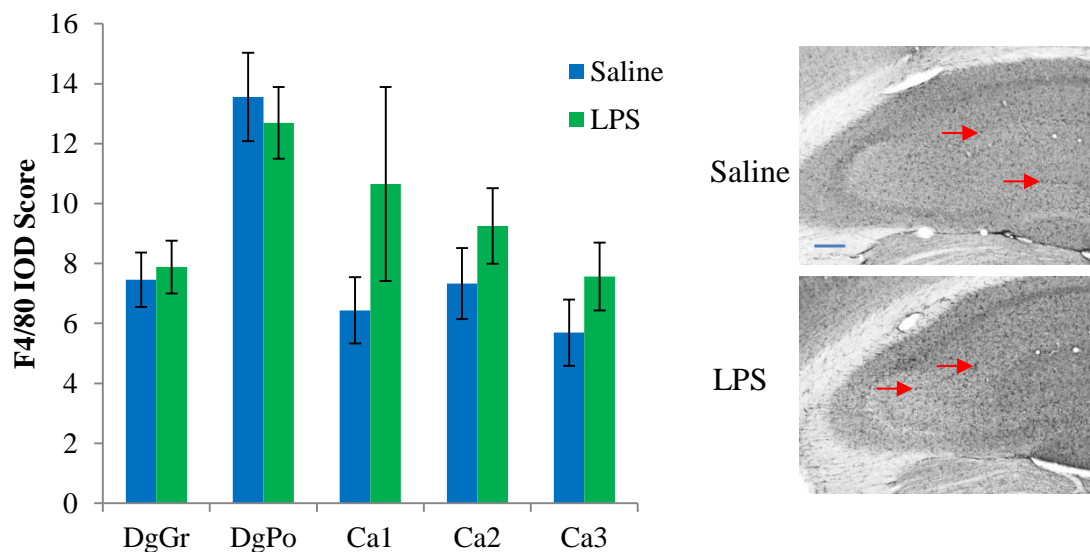 F4/80 IOD Score
16
14
12
10
8
6
4
2
0
DgGr DgPo Ca1 Ca2 Ca3
Saline
LPS
Saline
LPS